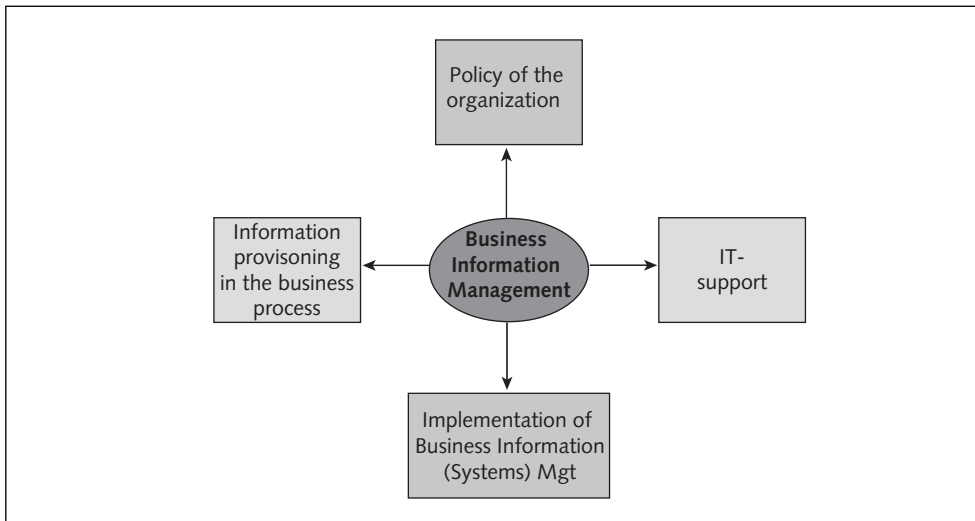 Policy of the
organization
Information
provisoning
in the business
process
Business
Information
Management
IT-
support
Implementation of
Business Information
(Systems) Mgt